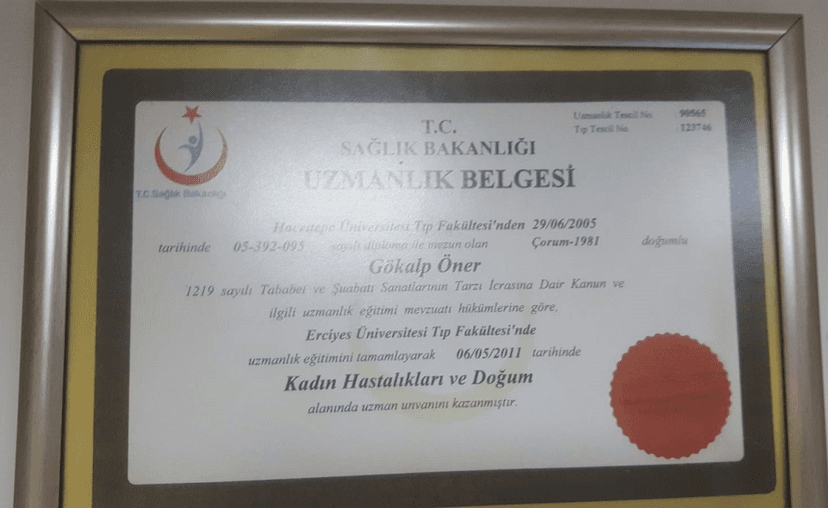 T.C.
SAĞLIK BAKANLIĞI
UZMANLIK BELGESİ
Uzmanlık Tescil No. : 90565
Tıp Tescil No. : 123746
T.C.Sağlık Bakanlığı
Hacettepe Üniversitesi Tıp Fakültesi'nden 29/06/2005
tarihinde 05-392-095 sayılı diploma ile mezun olan Çorum-1981 doğumlu
Gökalp Öner
1219 sayılı Tababet ve Şuabatı Sanatlarının Tarzı İcrasına Dair Kanun ve
ilgili uzmanlık eğitimi mevzuatı hükümlerine göre,
Erciyes Üniversitesi Tıp Fakültesi'nde
uzmanlık eğitimini tamamlayarak 06/05/2011 tarihinde
Kadın Hastalıkları ve Doğum
alanında uzman unvanını kazanmıştır.